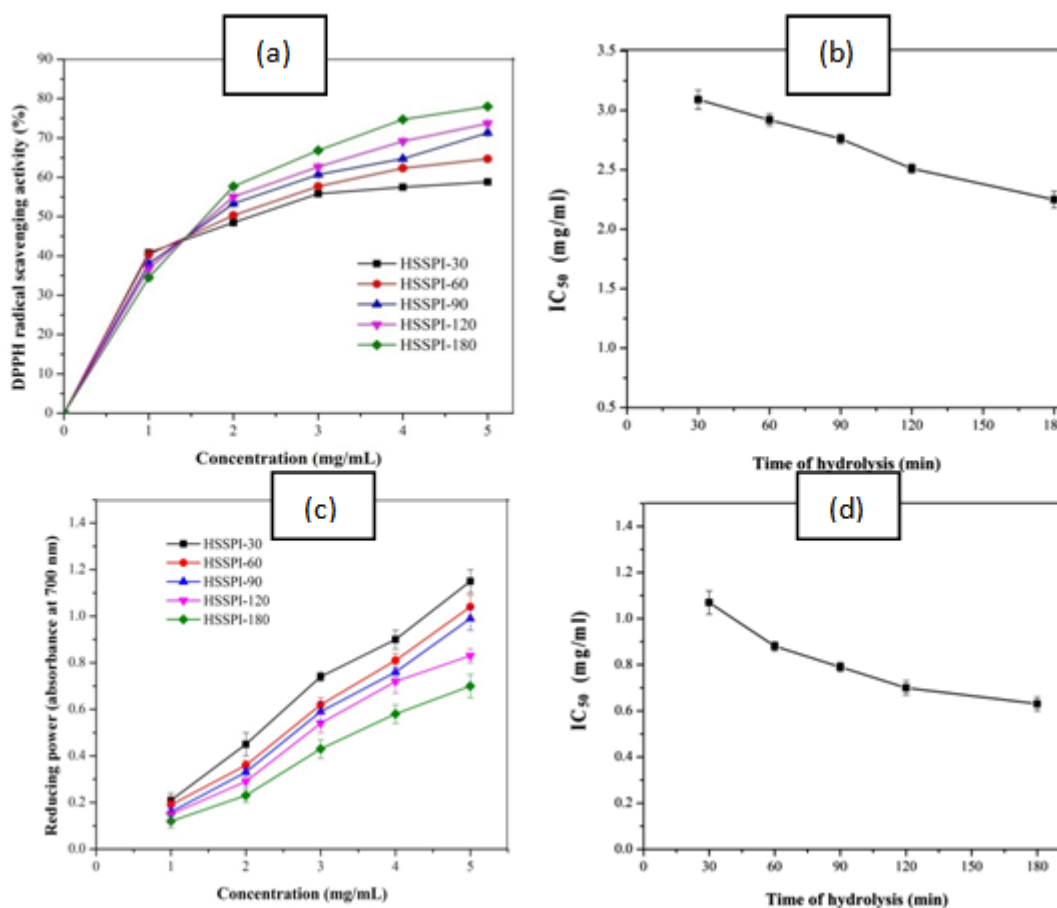 (a)
DPPH radical scavenging activity (%)
90
80
70
60
50
40
30
20
10
0
HSSPI-30
HSSPI-60
HSSPI-90
HSSPI-120
HSSPI-180
0 1 2 3 4 5
Concentration (mg/mL)
(b)
IC50 (mg/ml)
3.5
3.0
2.5
2.0
1.5
1.0
0.5
0 30 60 90 120 150 180
Time of hydrolysis (min)
(c)
Reducing power (absorbance at 700 nm)
1.4
1.2
1.0
0.8
0.6
0.4
0.2
0.0
HSSPI-30
HSSPI-60
HSSPI-90
HSSPI-120
HSSPI-180
0 1 2 3 4 5
Concentration (mg/mL)
(d)
IC50 (mg/ml)
1.4
1.2
1.0
0.8
0.6
0.4
0.2
0.0
0 30 60 90 120 150 180
Time of hydrolysis (min)